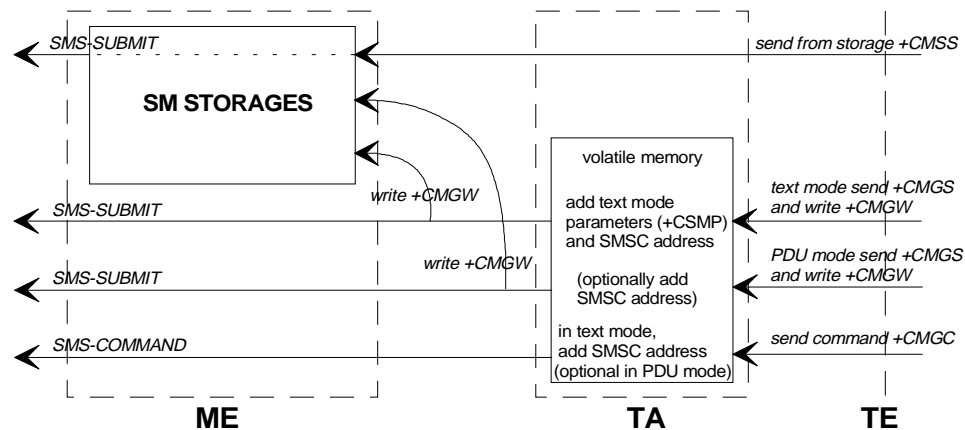 SMS-SUBMIT
send from storage +CMSS
SM STORAGES
volatile memory
write +CMGW
text mode send +CMGS
and write +CMGW
SMS-SUBMIT
add text mode
parameters (+CSMP)
and SMSC address
write +CMGW
PDU mode send +CMGS
and write +CMGW
SMS-SUBMIT
(optionally add
SMSC address)
SMS-COMMAND
in text mode,
add SMSC address
(optional in PDU mode)
send command +CMGC
ME
TA
TE